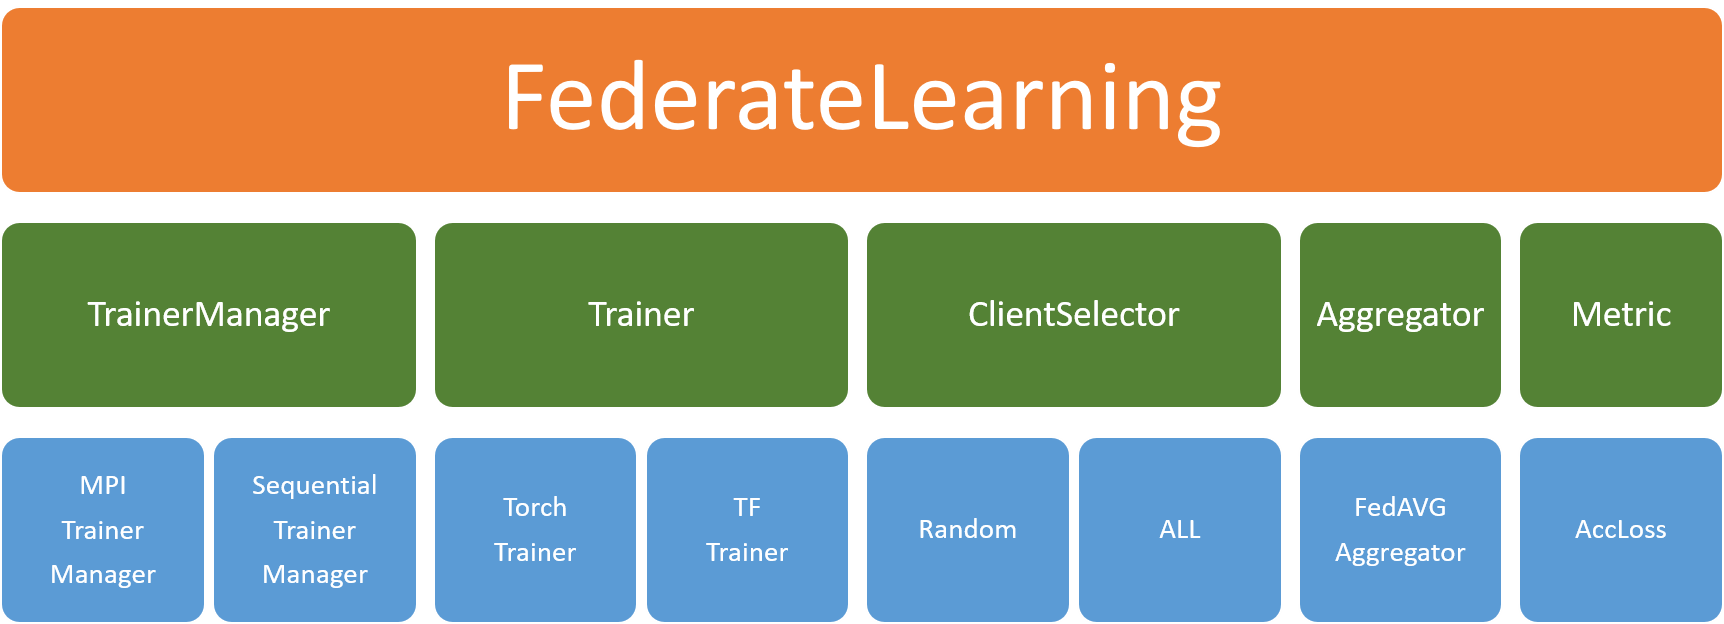 FederateLearning
TrainerManager
Trainer
ClientSelector
Aggregator
Metric
MPI
Trainer
Manager
Sequential
Trainer
Manager
Torch
Trainer
TF
Trainer
Random
ALL
FedAVG
Aggregator
AccLoss